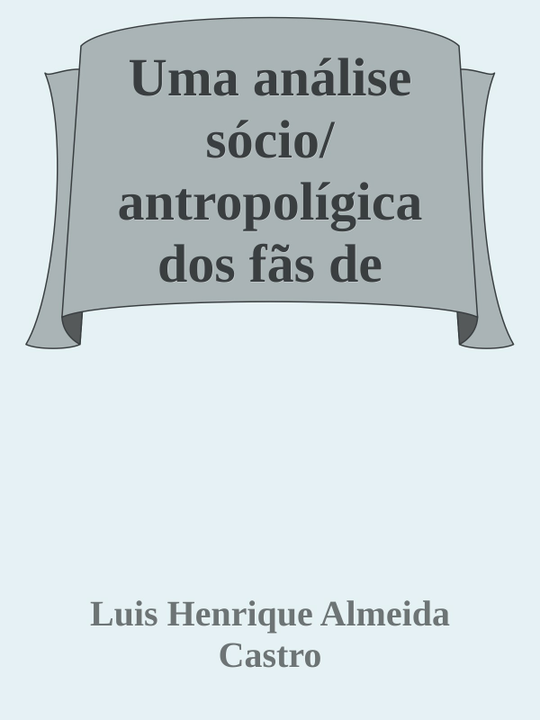 Uma análise
sócio/
antropolígica
dos fãs de
Luis Henrique Almeida
Castro